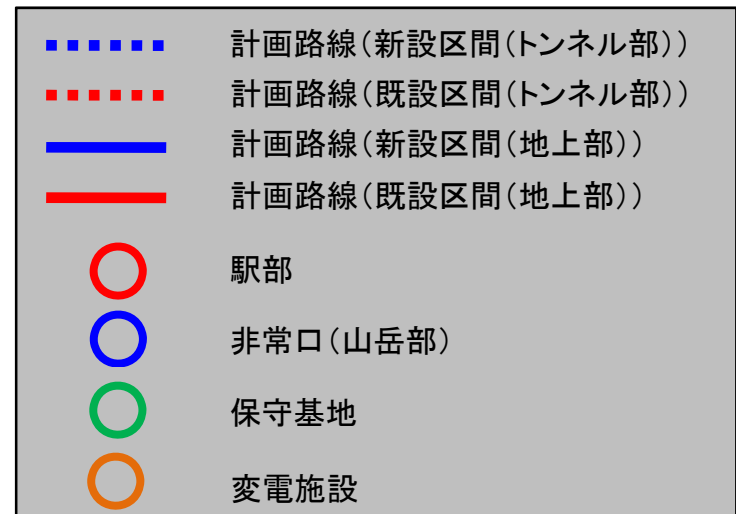 計画路線(新設区間(トンネル部))
計画路線(既設区間(トンネル部))
計画路線(新設区間(地上部))
計画路線(既設区間(地上部))
駅部
非常口(山岳部)
保守基地
変電施設